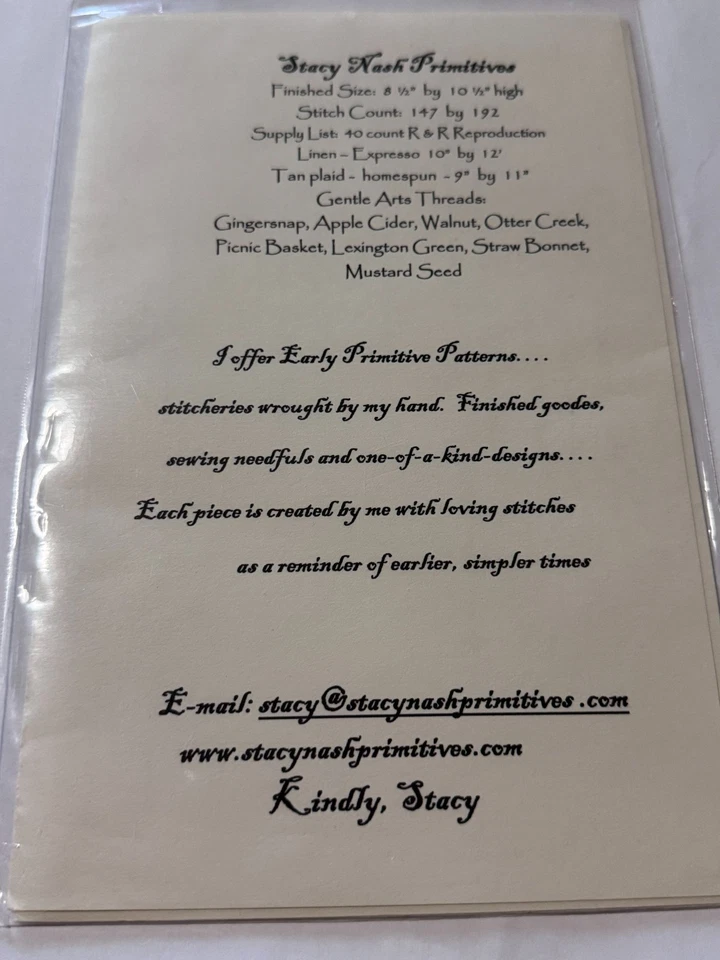 Stacy Nash Primitives
Finished Size: 8 ½" by 10 ½" high
Stitch Count: 147 by 192
Supply List: 40 count R & R Reproduction
Linen – Expresso 10" by 12'
Tan plaid - homespun - 9" by 11"
Gentle Arts Threads:
Gingersnap, Apple Cider, Walnut, Otter Creek,
Picnic Basket, Lexington Green, Straw Bonnet,
Mustard Seed
I offer Early Primitive Patterns....
stitcheries wrought by my hand. Finished goodes,
sewing needfuls and one-of-a-kind-designs....
Each piece is created by me with loving stitches
as a reminder of earlier, simpler times
E-mail: stacy@stacynashprimitives .com
www.stacynashprimitives.com
Kindly, Stacy